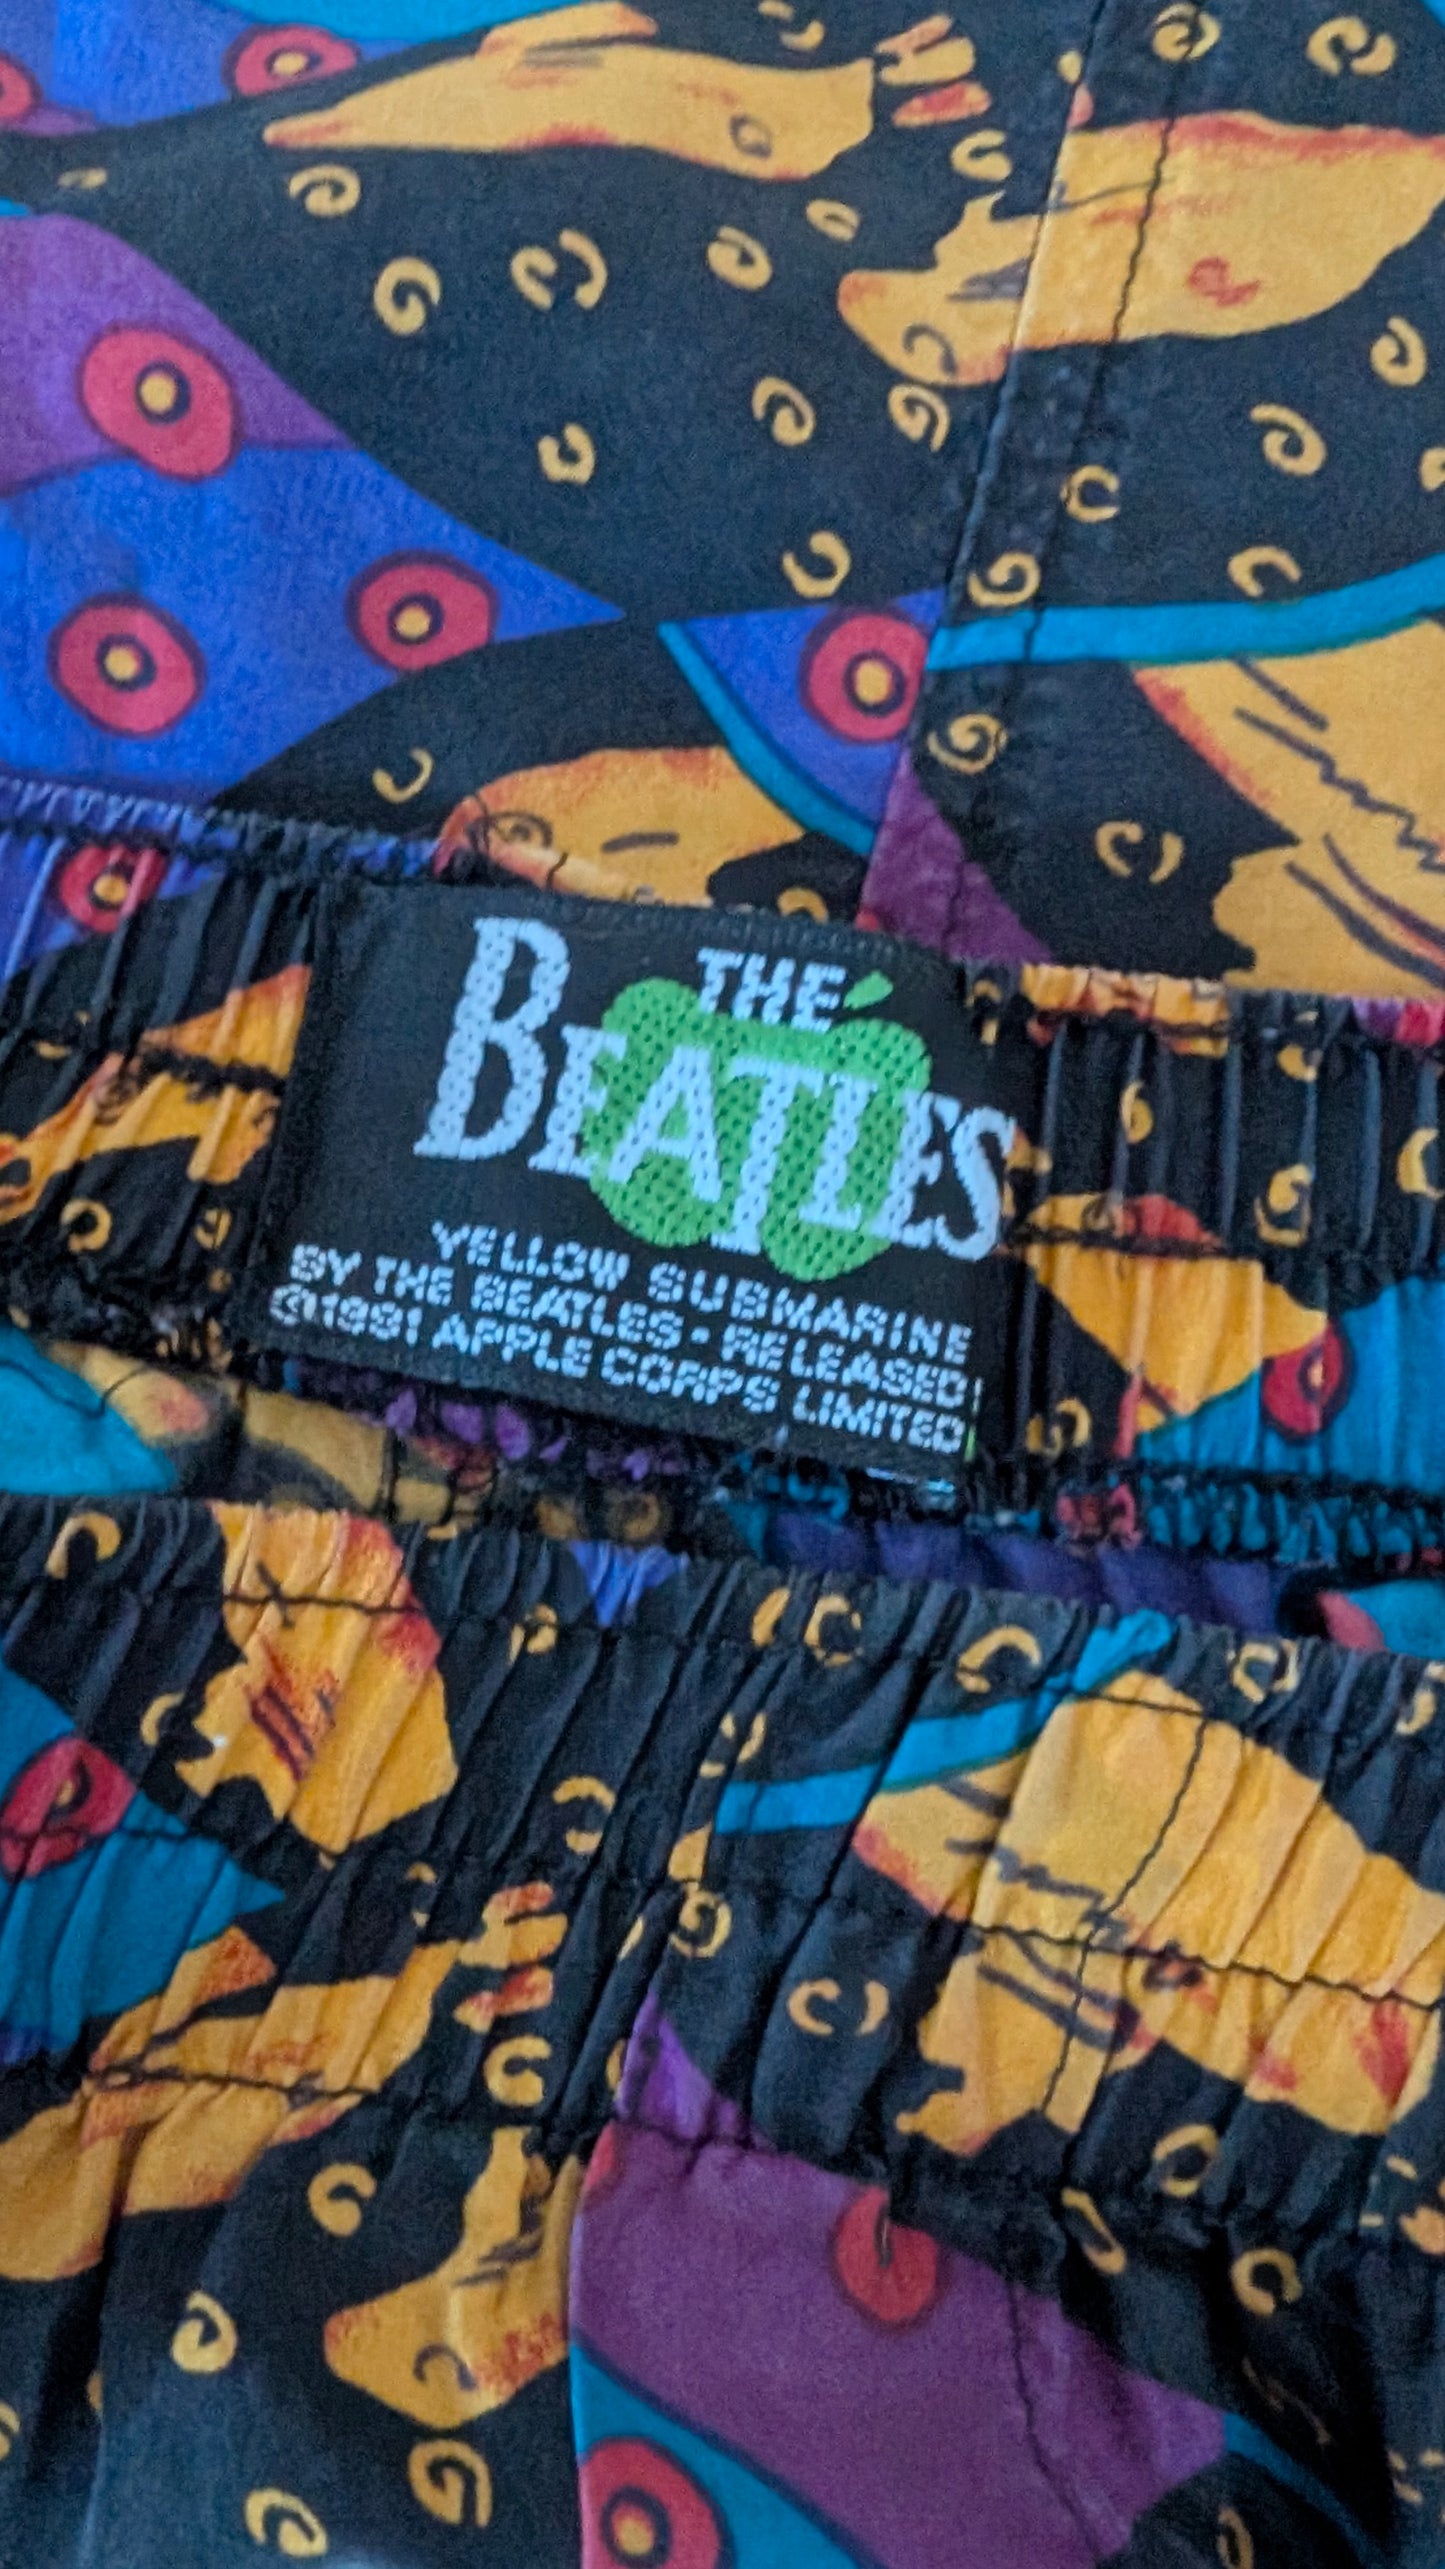 THE
BEATLES
YELLOW SUBMARINE
BY THE BEATLES - RELEASED
©1991 APPLE CORPS LIMITED